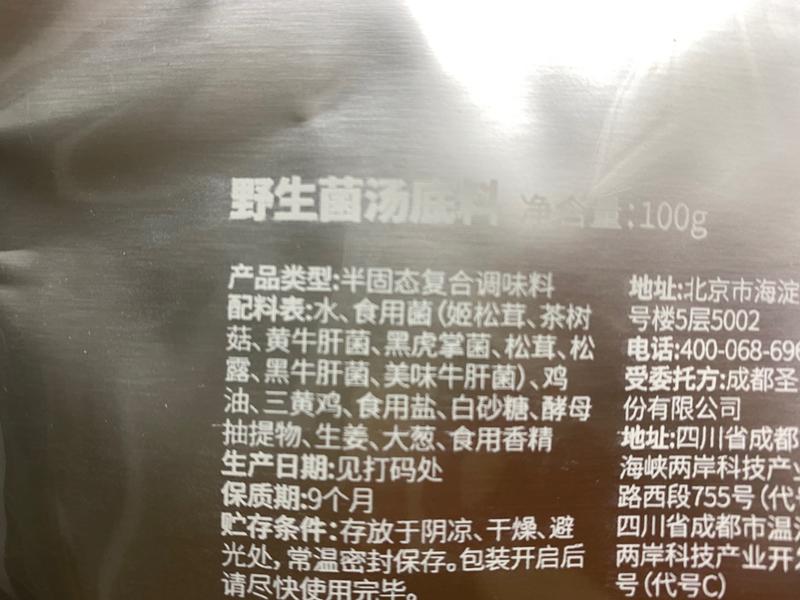 野生菌汤底料 净含量:100g
产品类型:半固态复合调味料
配料表:水、食用菌(姬松茸、茶树
菇、黄牛肝菌、黑虎掌菌、松茸、松
露、黑牛肝菌、美味牛肝菌)、鸡
油、三黄鸡、食用盐、白砂糖、酵母
抽提物、生姜、大葱、食用香精
生产日期:见打码处
保质期:9个月
贮存条件:存放于阴凉、干燥、避
光处,常温密封保存。包装开启后
请尽快使用完毕。
地址:北京市海淀
号楼5层5002
电话:400-068-696
受委托方:成都圣
份有限公司
地址:四川省成都
海峡两岸科技产业
路西段755号(代号
四川省成都市温江
两岸科技产业开发
号(代号C)